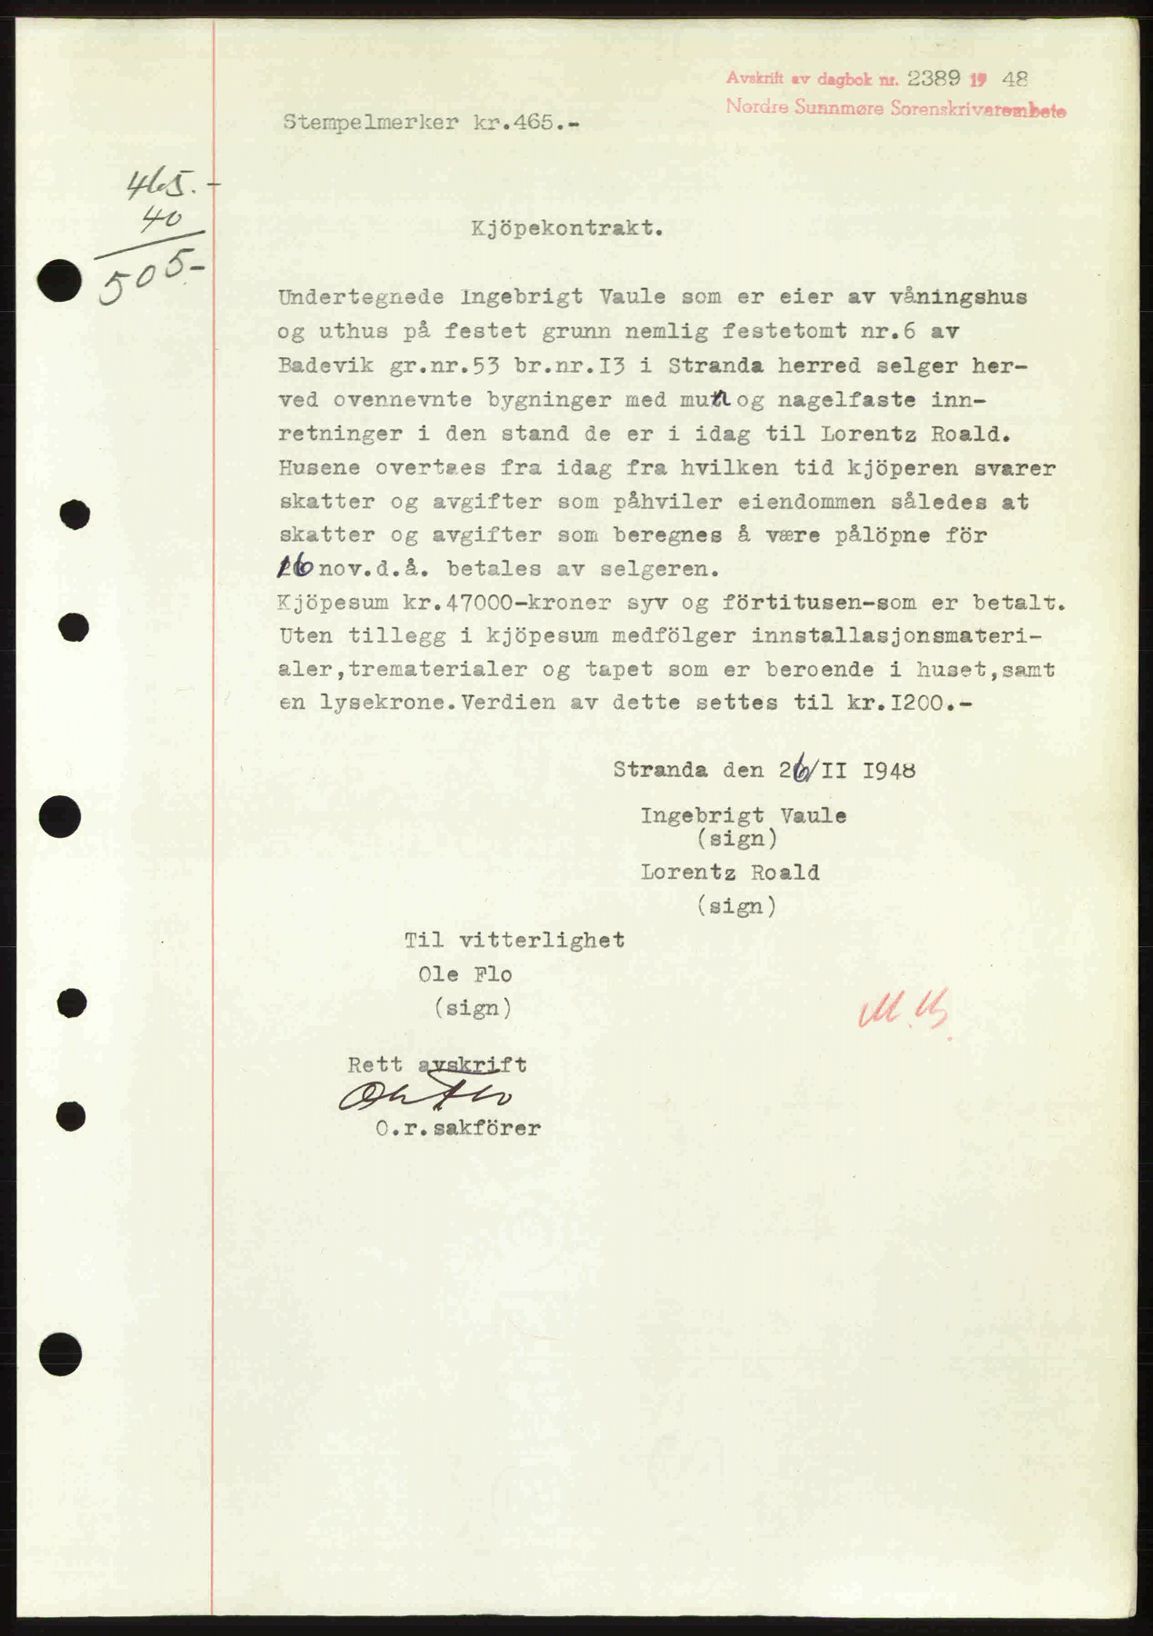 Avskrift av dagbok nr. 2389 19 48
Nordre Sunnmøre Sorenskrivarembete
Stempelmerker kr.465.-
465.-
40
505.-
Kjöpekontrakt.
Undertegnede Ingebrigt Vaule som er eier av våningshus
og uthus på festet grunn nemlig festetomt nr.6 av
Badevik gr.nr.53 br.nr.I3 i Stranda herred selger her-
ved ovennevnte bygninger med mur og nagelfaste inn-
retninger i den stand de er i idag til Lorentz Roald.
Husene overtaes fra idag fra hvilken tid kjöperen svarer
skatter og avgifter som påhviler eiendommen således at
skatter og avgifter som beregnes å være pålöpne för
nov.d.å. betales av selgeren.
Kjöpesum kr.47000-kroner syv og förtitusen-som er betalt.
Uten tillegg i kjöpesum medfölger innstallasjonsmateri-
aler,trematerialer og tapet som er beroende i huset,samt
en lysekrone.Verdien av dette settes til kr.I200.-
Stranda den 26/II I948
Ingebrigt Vaule
(sign)
Lorentz Roald
(sign)
Til vitterlighet
Ole Flo
(sign)
Rett avskrift
Ole Flo
O.r.sakförer